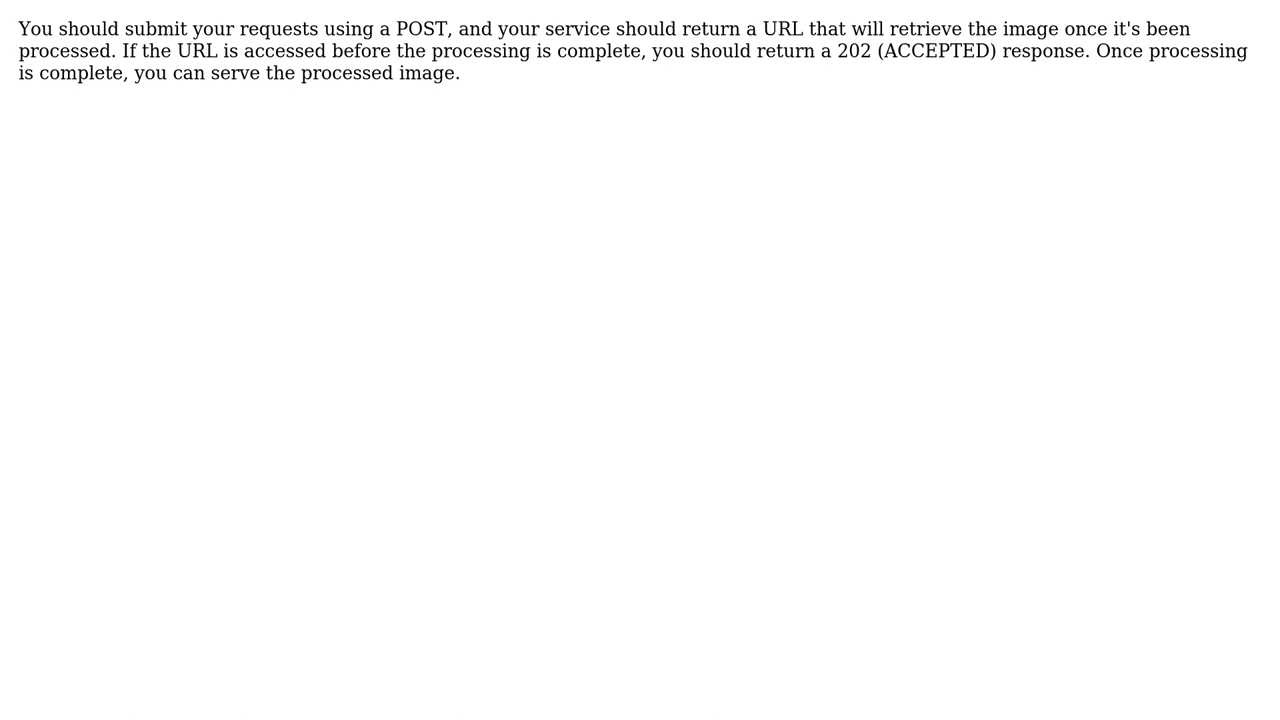 You should submit your requests using a POST, and your service should return a URL that will retrieve the image once it's been
processed. If the URL is accessed before the processing is complete, you should return a 202 (ACCEPTED) response. Once processing
is complete, you can serve the processed image.